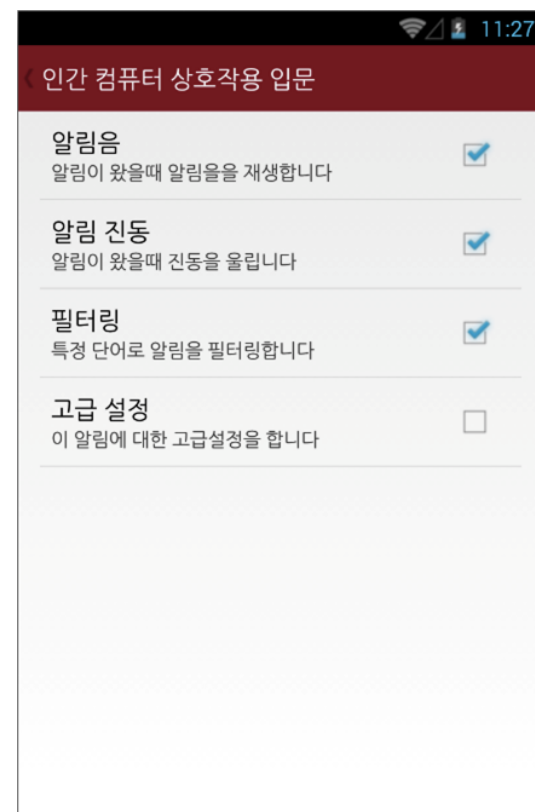 11:27
인간 컴퓨터 상호작용 입문
알림음
알림이 왔을때 알림을을 재생합니다
알림 진동
알림이 왔을때 진동을 울립니다
필터링
특정 단어로 알림을 필터링합니다
고급 설정
이 알림에 대한 고급설정을 합니다